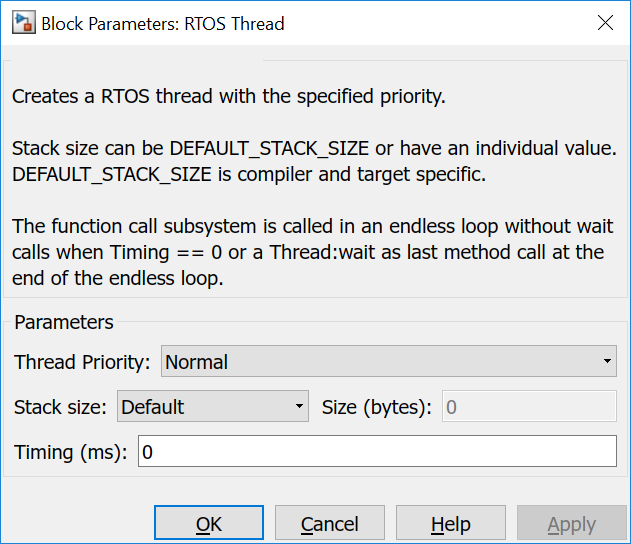 Block Parameters: RTOS Thread
Creates a RTOS thread with the specified priority.
Stack size can be DEFAULT_STACK_SIZE or have an individual value.
DEFAULT_STACK_SIZE is compiler and target specific.
The function call subsystem is called in an endless loop without wait
calls when Timing == 0 or a Thread:wait as last method call at the
end of the endless loop.
Parameters
Thread Priority: Normal
Stack size: Default Size (bytes): 0
Timing (ms): 0
OK Cancel Help Apply